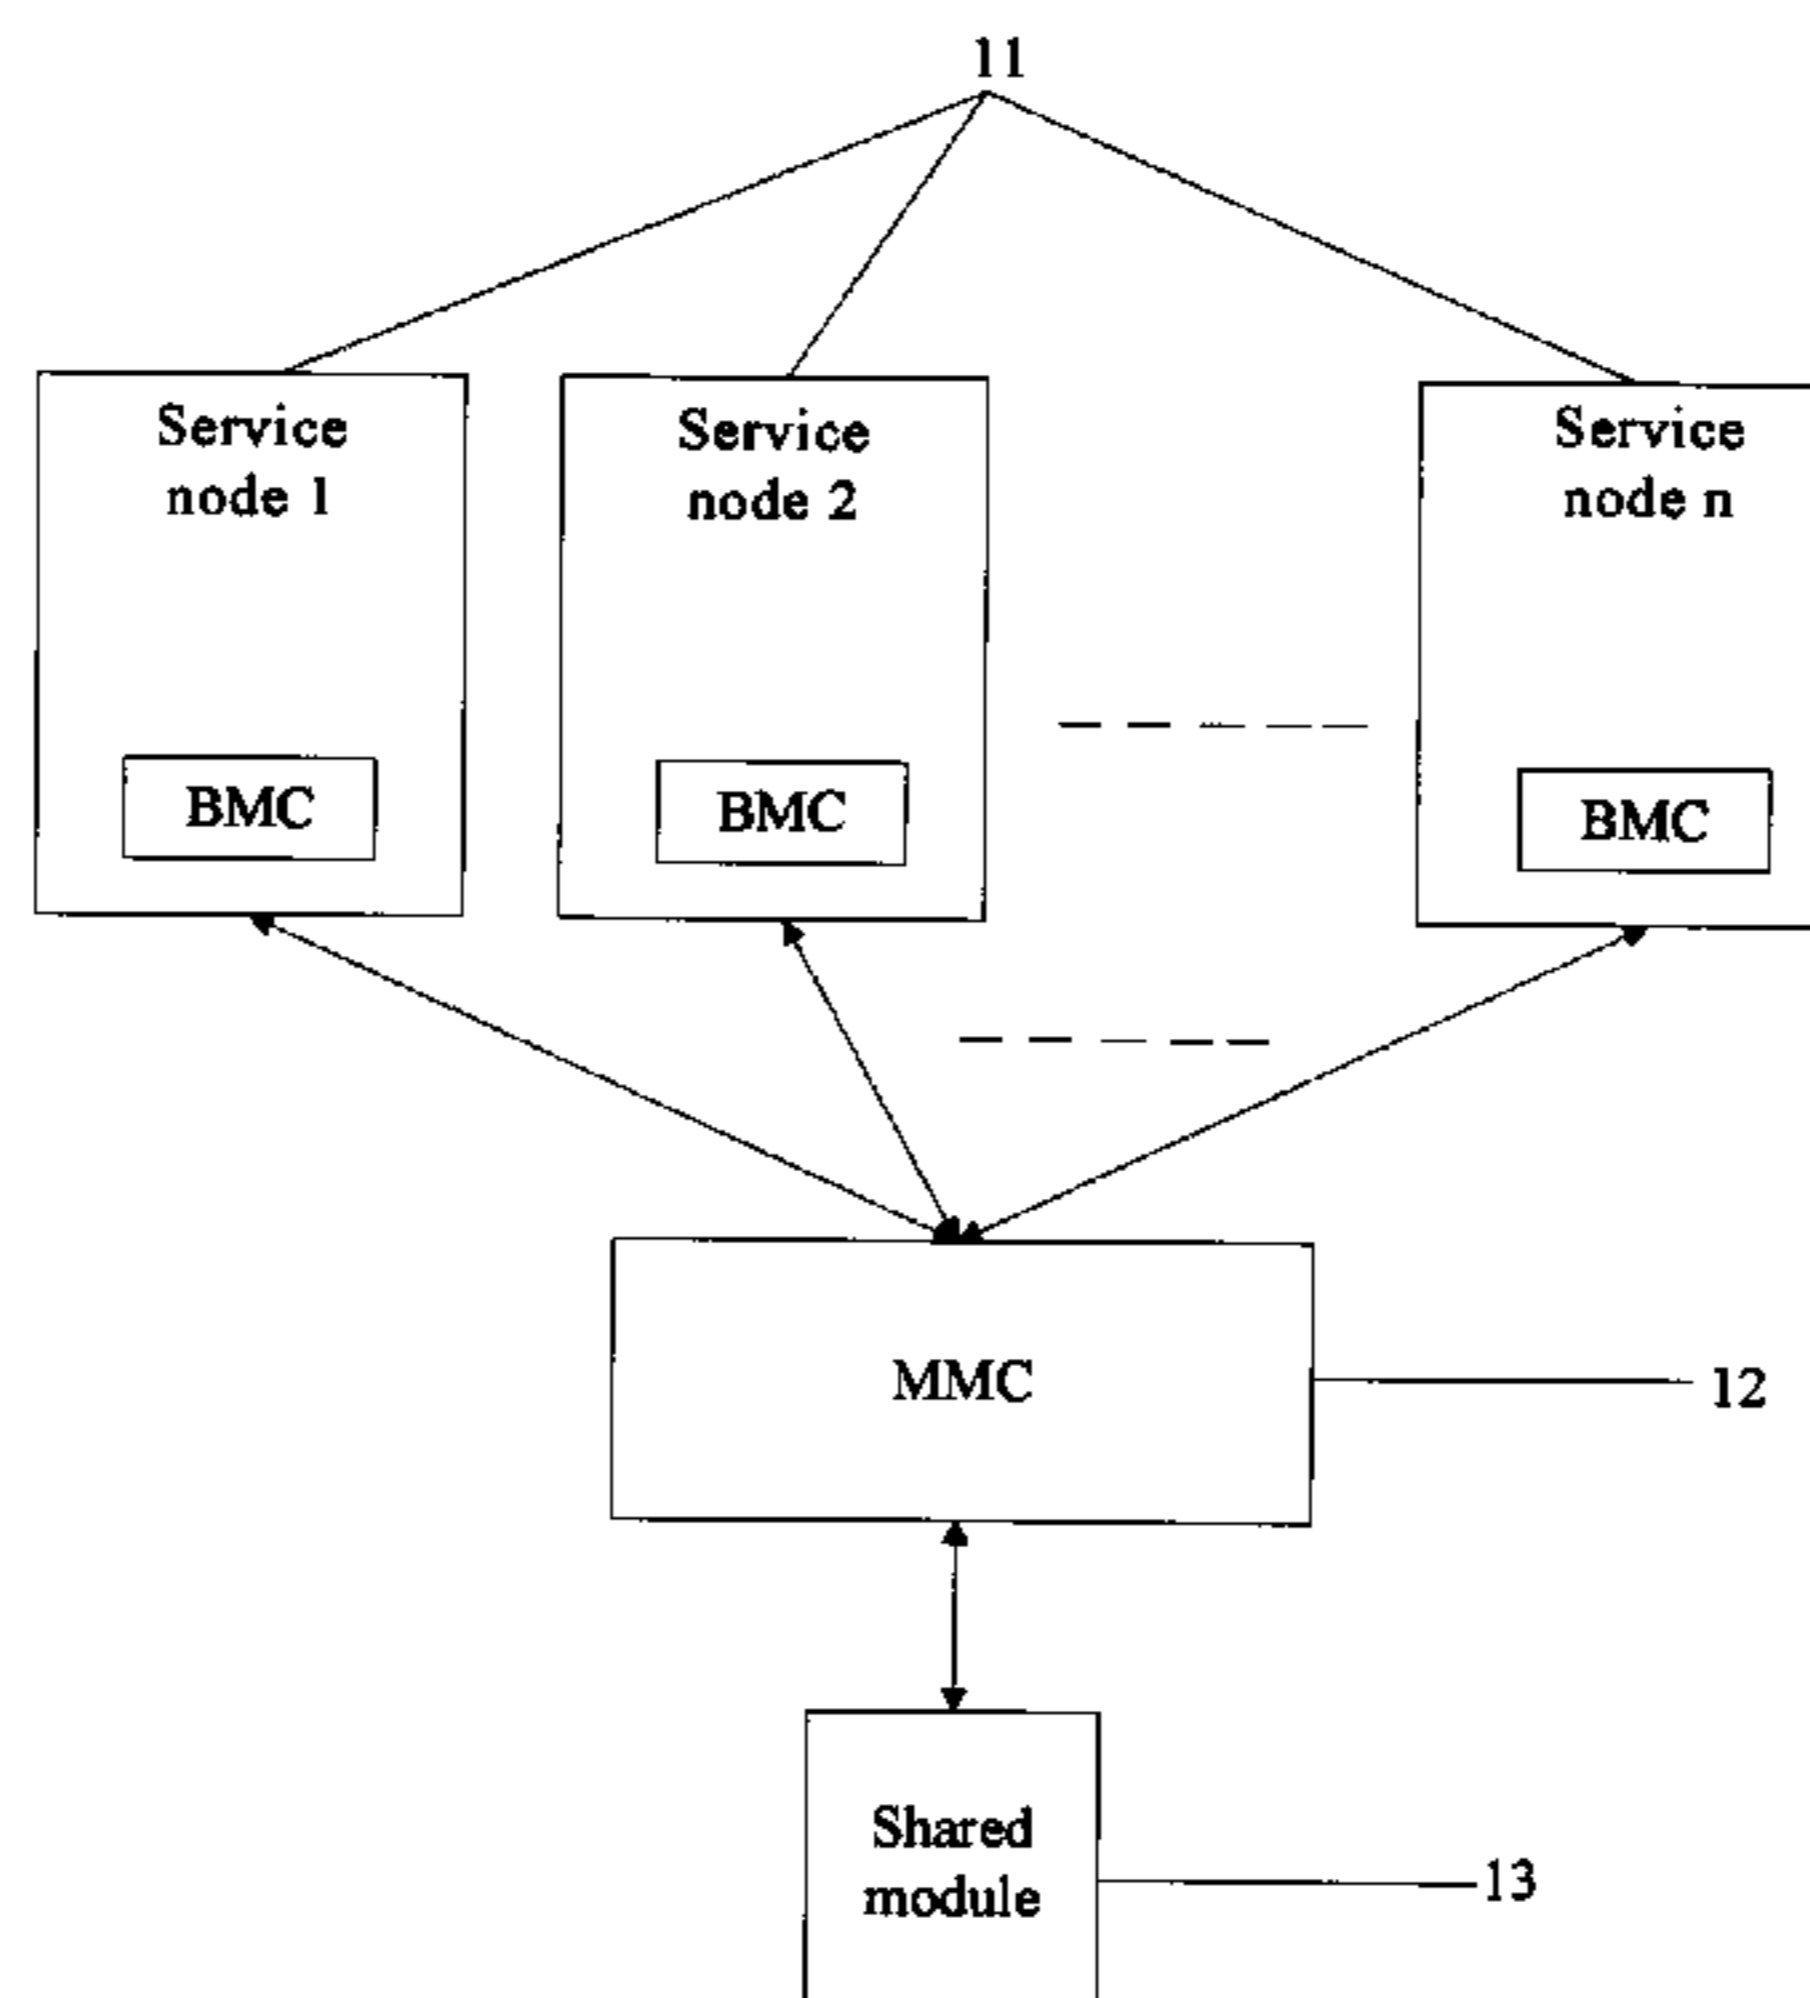 11
Service
node 1
Service
node 2
Service
node n
BMC
BMC
BMC
MMC
12
Shared
module
13